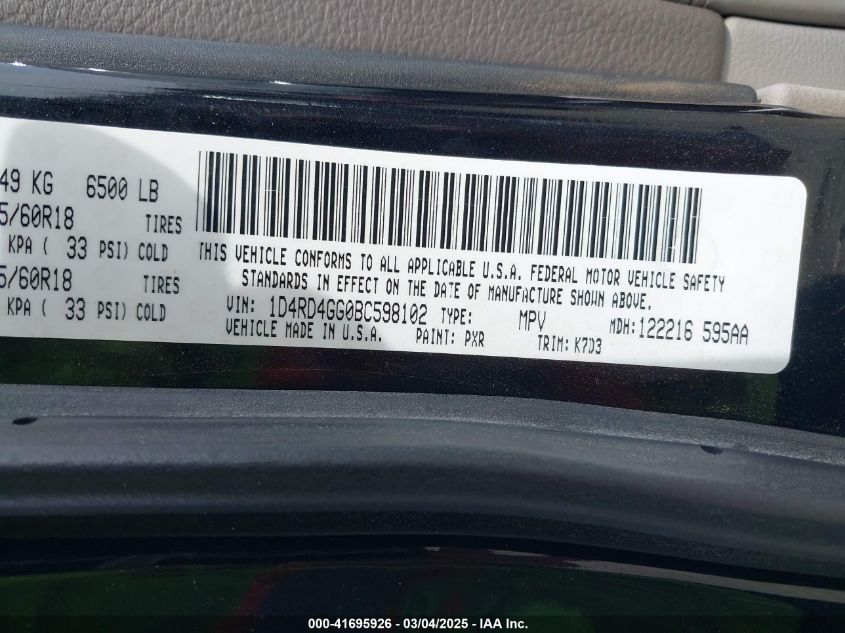 49 KG 6500 LB
5/60R18 TIRES
KPA ( 33 PSI) COLD
5/60R18 TIRES
KPA ( 33 PSI) COLD
THIS VEHICLE CONFORMS TO ALL APPLICABLE U.S.A. FEDERAL MOTOR VEHICLE SAFETY
STANDARDS IN EFFECT ON THE DATE OF MANUFACTURE SHOWN ABOVE.
VIN: 1D4RD4GG0BC598102 TYPE: MPV MDH: 122216 595AA
VEHICLE MADE IN U.S.A. PAINT: PXR TRIM: K7D3
000-41695926 - 03/04/2025 - IAA Inc.